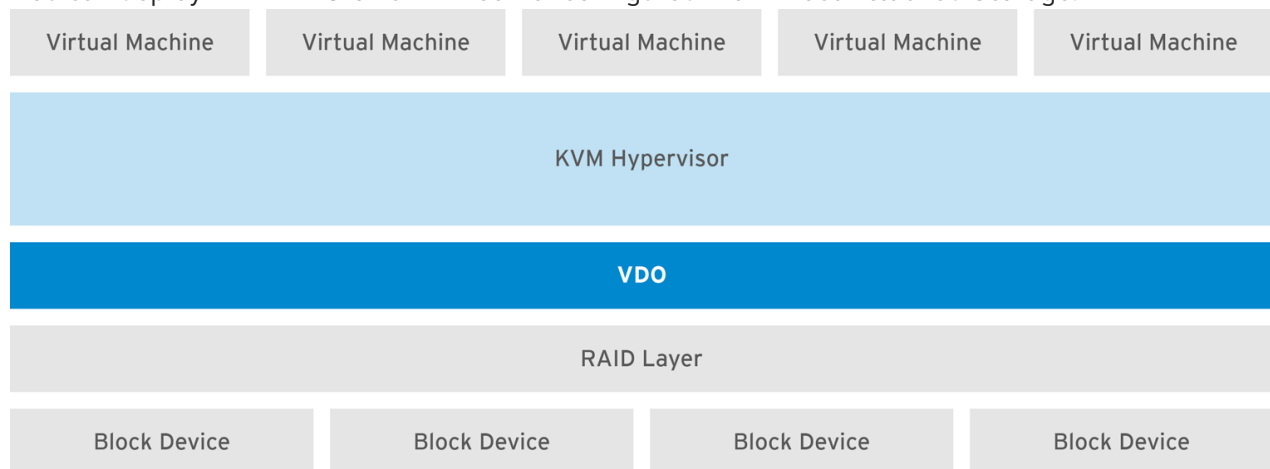 Virtual Machine Virtual Machine Virtual Machine Virtual Machine Virtual Machine
KVM Hypervisor
VDO
RAID Layer
Block Device Block Device Block Device Block Device